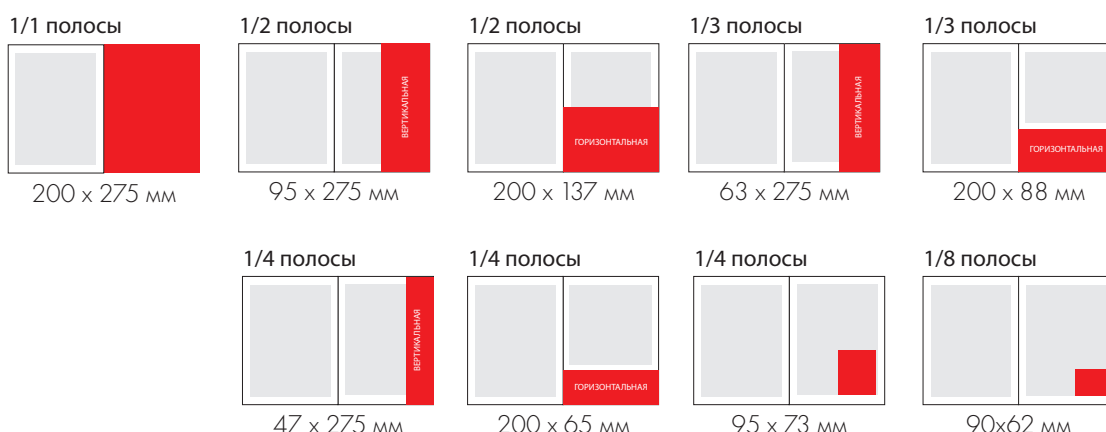 1/1 полосы
1/2 полосы
1/2 полосы
1/3 полосы
1/3 полосы
ВЕРТИКАЛЬНАЯ
ГОРИЗОНТАЛЬНАЯ
ВЕРТИКАЛЬНАЯ
ГОРИЗОНТАЛЬНАЯ
200 x 275 мм
95 x 275 мм
200 x 137 мм
63 x 275 мм
200 x 88 мм
1/4 полосы
1/4 полосы
1/4 полосы
1/8 полосы
ВЕРТИКАЛЬНАЯ
ГОРИЗОНТАЛЬНАЯ
47 x 275 мм
200 x 65 мм
95 x 73 мм
90x62 мм